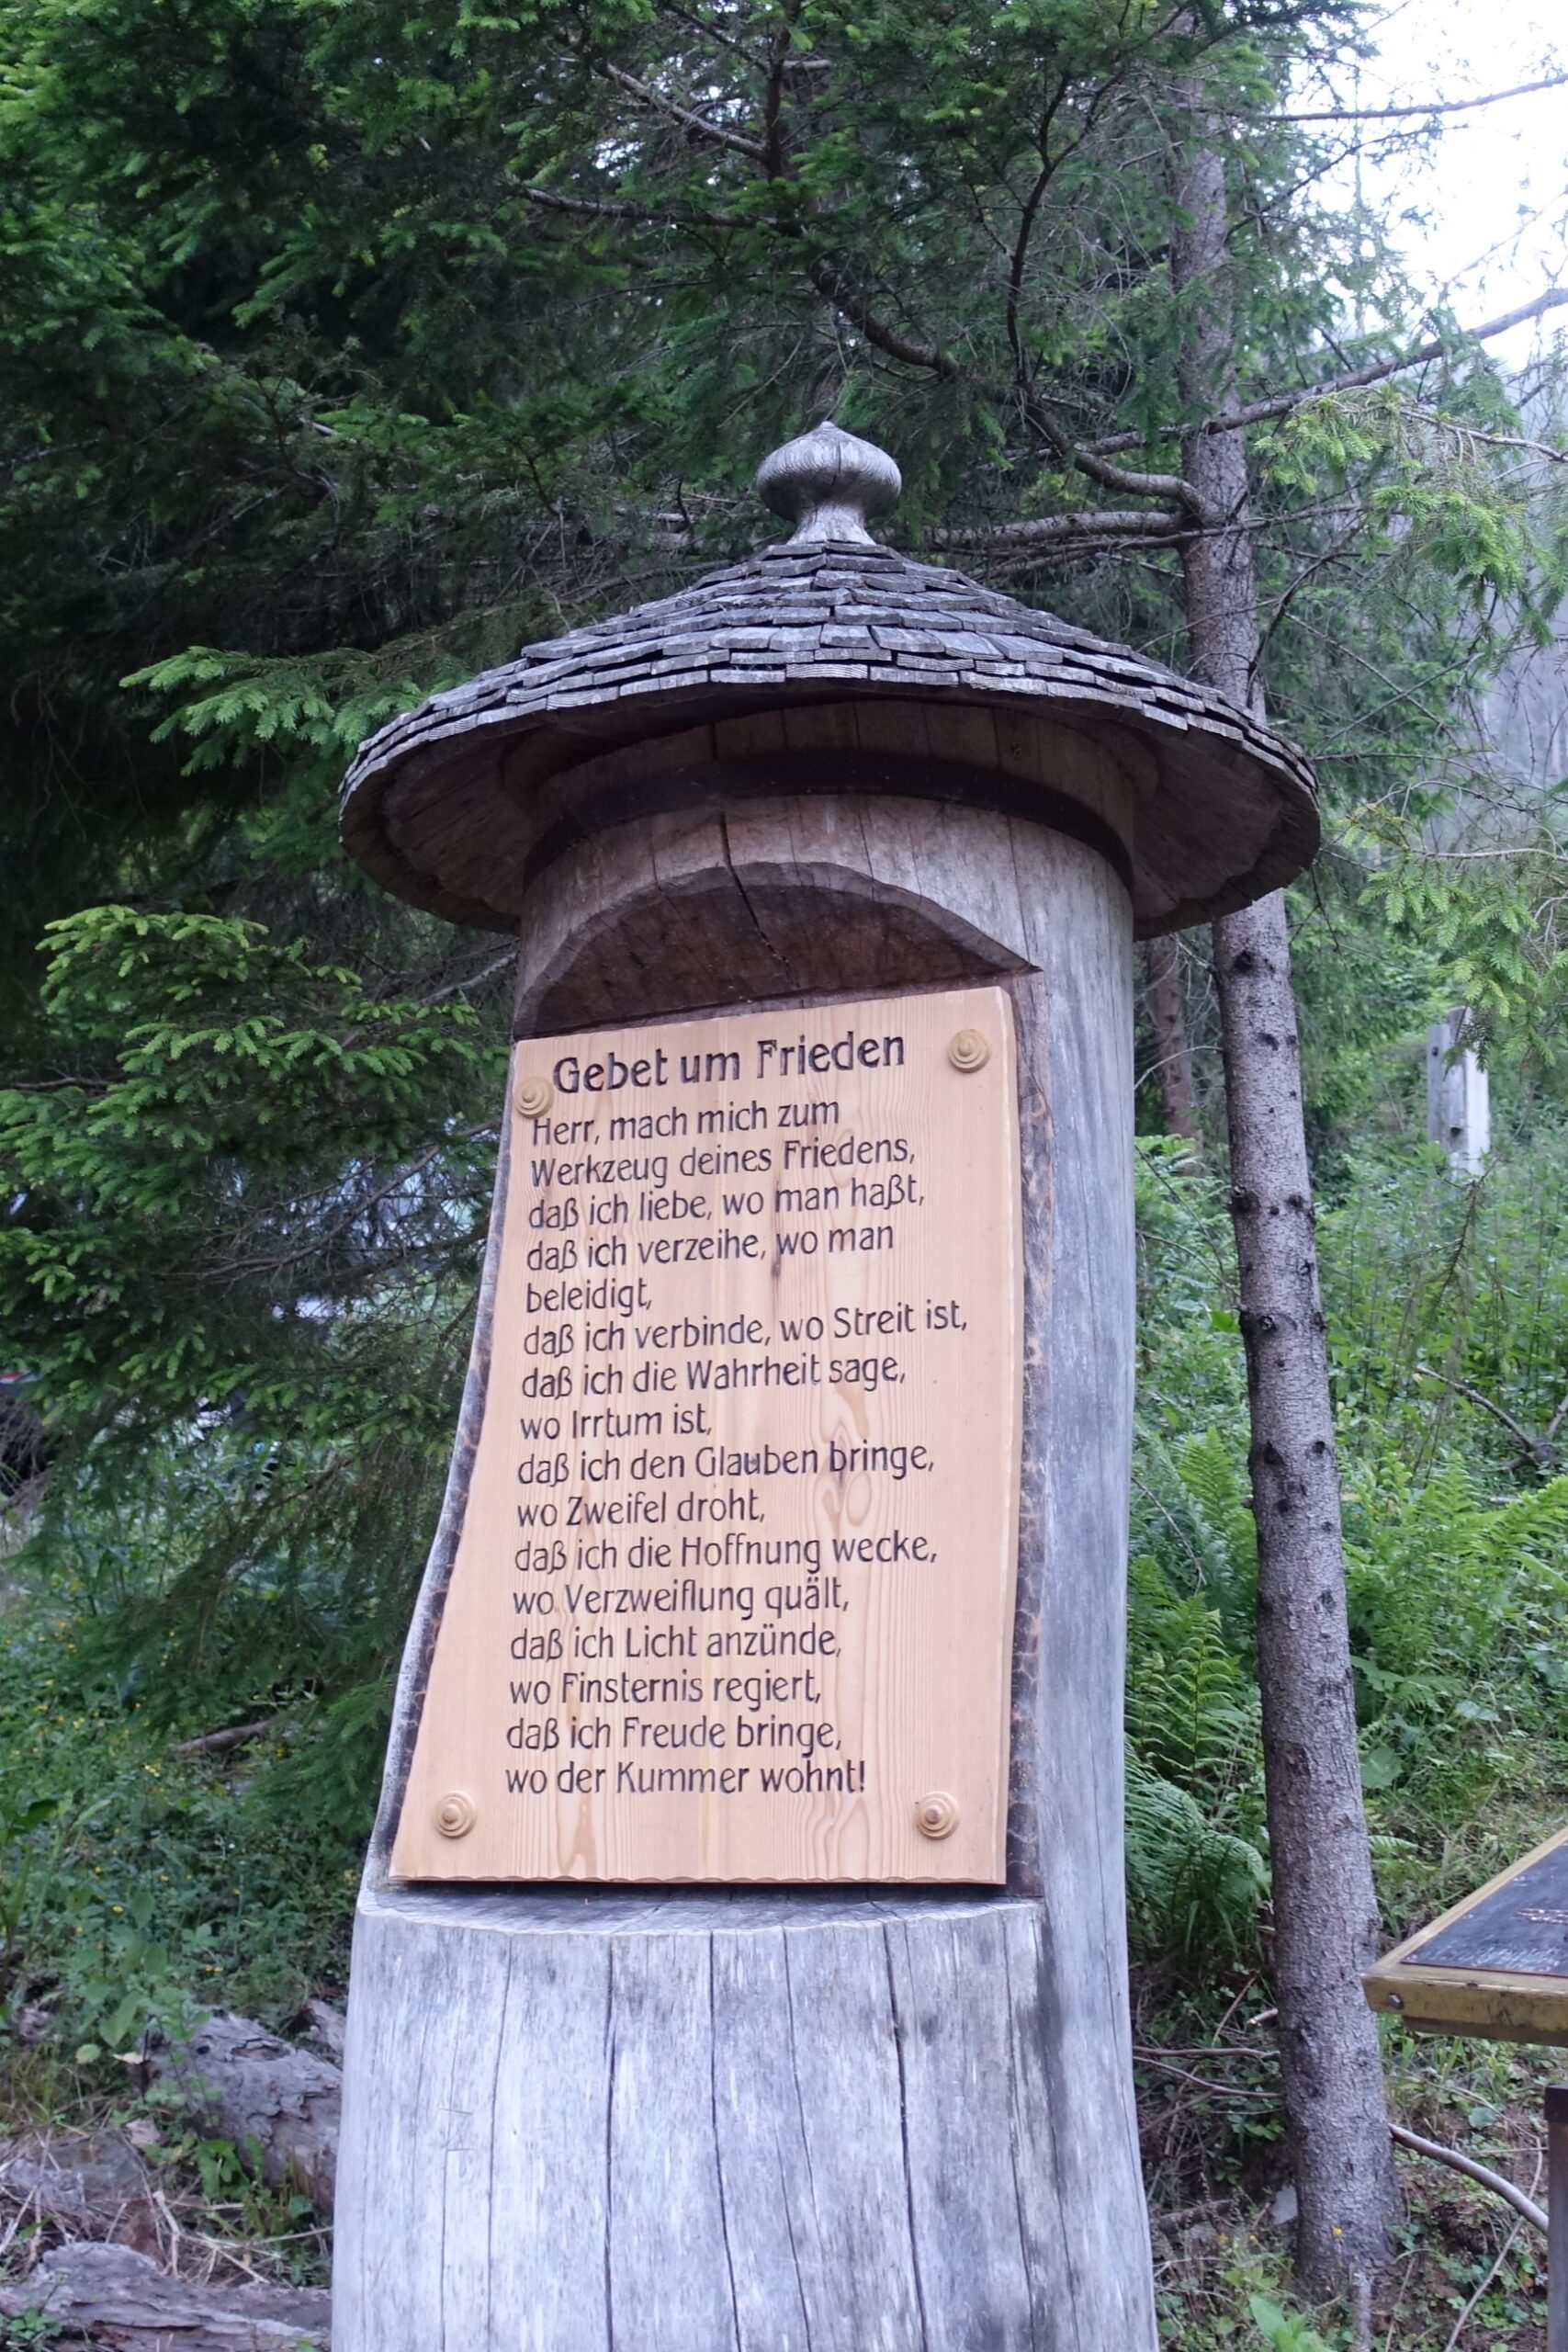 Gebet um Frieden
Herr, mach mich zum
Werkzeug deines Friedens,
daß ich liebe, wo man haßt,
daß ich verzeihe, wo man
beleidigt,
daß ich verbinde, wo Streit ist,
daß ich die Wahrheit sage,
wo Irrtum ist,
daß ich den Glauben bringe,
wo Zweifel droht,
daß ich die Hoffnung wecke,
wo Verzweiflung quält,
daß ich Licht anzünde,
wo Finsternis regiert,
daß ich Freude bringe,
wo der Kummer wohnt!